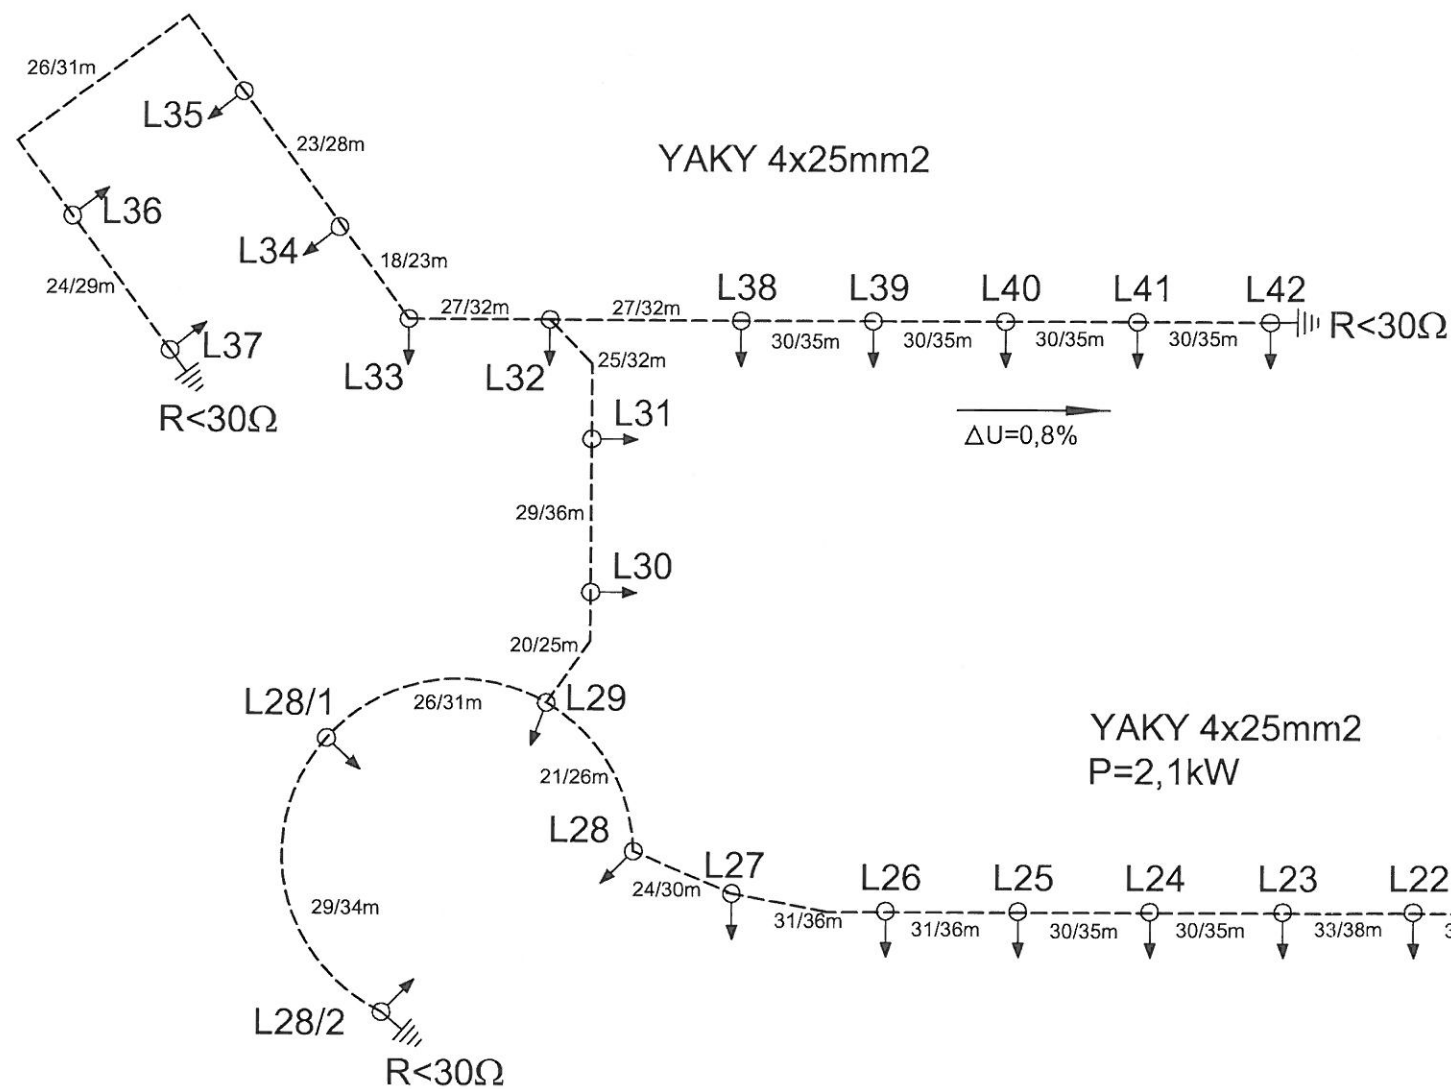 26/31m
L35
23/28m
YAKY 4x25mm2
L36
L34
18/23m
24/29m
27/32m
27/32m
L38
L39
L40
L41
L42
30/35m
30/35m
30/35m
30/35m
R<30Ω
L37
L33
L32
25/32m
R<30Ω
L31
ΔU=0,8%
29/36m
L30
20/25m
L28/1
26/31m
L29
YAKY 4x25mm2
P=2,1kW
21/26m
L28
L27
L26
L25
L24
L23
L22
24/30m
31/36m
31/36m
30/35m
30/35m
33/38m
29/34m
L28/2
R<30Ω